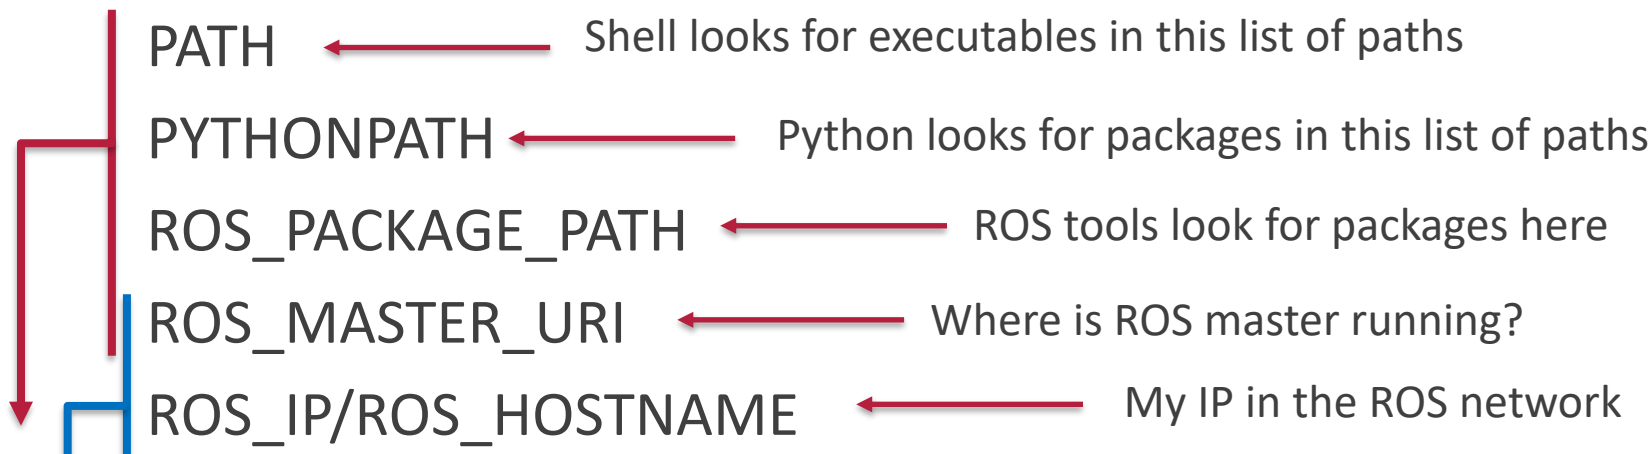 PATH Shell looks for executables in this list of paths
PYTHONPATH Python looks for packages in this list of paths
ROS_PACKAGE_PATH ROS tools look for packages here
ROS_MASTER_URI Where is ROS master running?
ROS_IP/ROS_HOSTNAME My IP in the ROS network